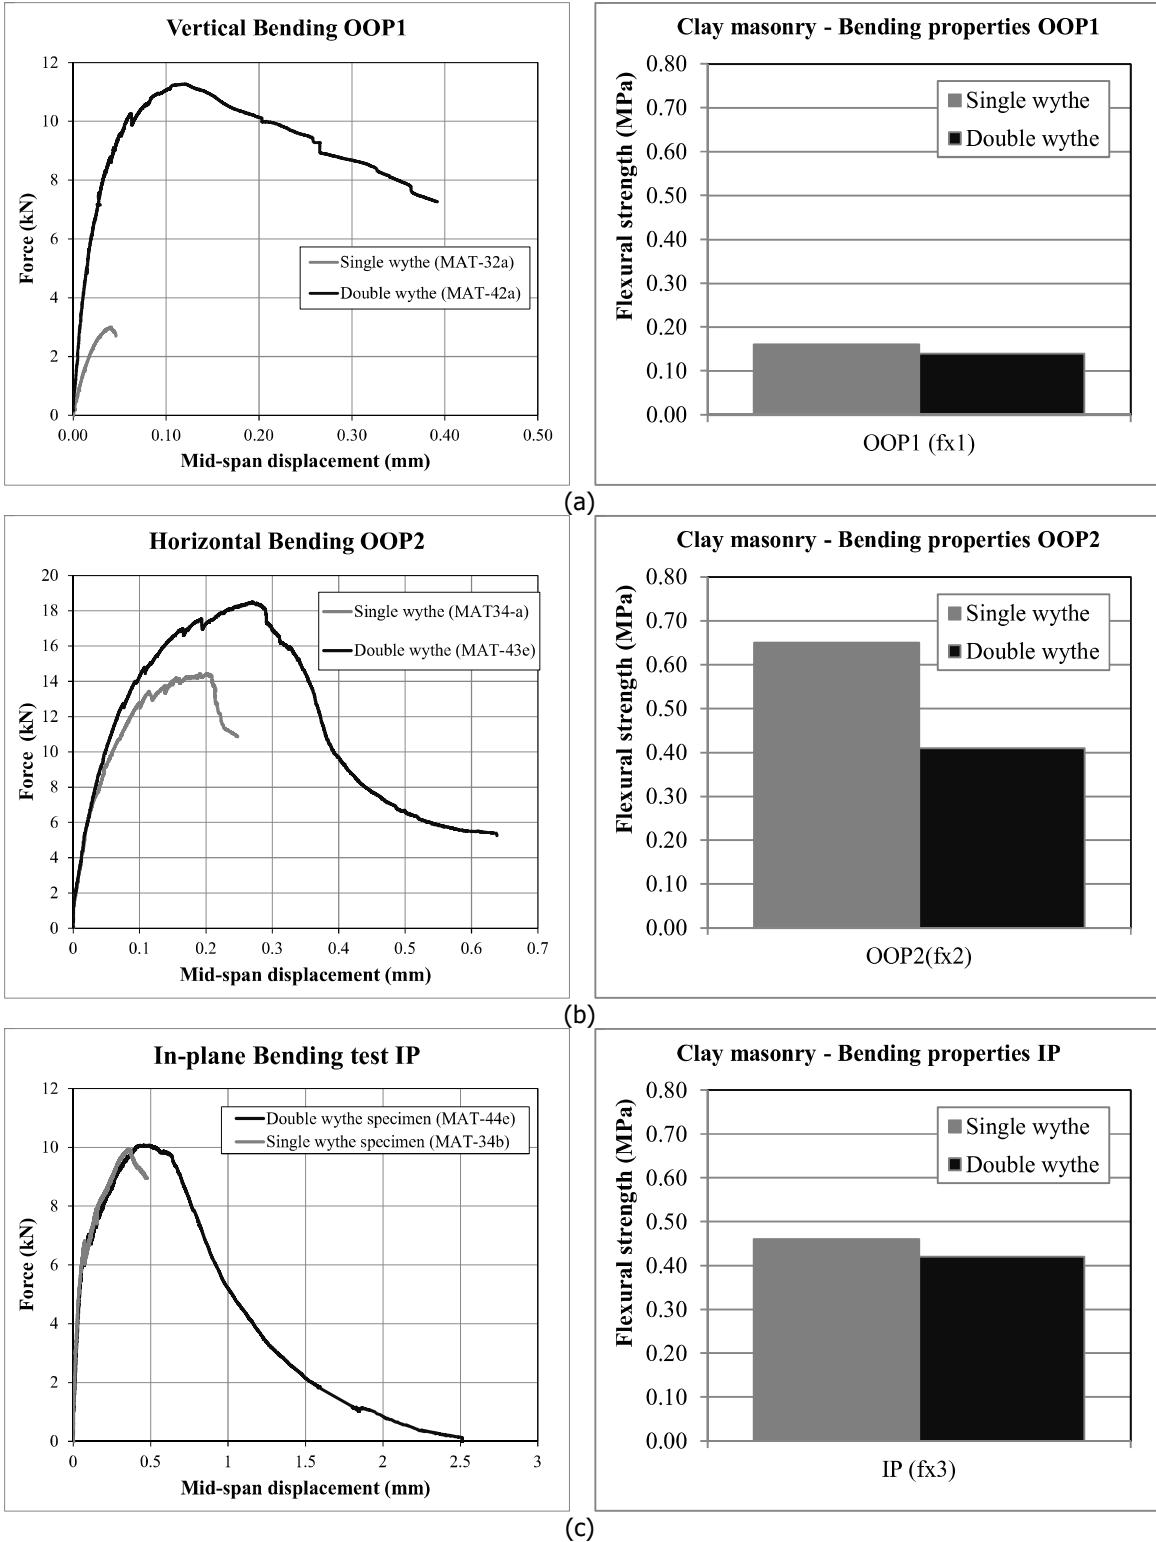 Vertical Bending OOP1
12
10
8
6
4
2
0
Force (kN)
Single wythe (MAT-32a)
Double wythe (MAT-42a)
0.00 0.10 0.20 0.30 0.40 0.50
Mid-span displacement (mm)
Clay masonry - Bending properties OOP1
0.80
0.70
0.60
0.50
0.40
0.30
0.20
0.10
0.00
Flexural strength (MPa)
Single wythe
Double wythe
OOP1 (fx1)
(a)
Horizontal Bending OOP2
20
18
16
14
12
10
8
6
4
2
0
Force (kN)
Single wythe (MAT34-a)
Double wythe (MAT-43e)
0 0.1 0.2 0.3 0.4 0.5 0.6 0.7
Mid-span displacement (mm)
Clay masonry - Bending properties OOP2
0.80
0.70
0.60
0.50
0.40
0.30
0.20
0.10
0.00
Flexural strength (MPa)
Single wythe
Double wythe
OOP2(fx2)
(b)
In-plane Bending test IP
12
10
8
6
4
2
0
Force (kN)
Double wythe specimen (MAT-44e)
Single wythe specimen (MAT-34b)
0 0.5 1 1.5 2 2.5 3
Mid-span displacement (mm)
Clay masonry - Bending properties IP
0.80
0.70
0.60
0.50
0.40
0.30
0.20
0.10
0.00
Flexural strength (MPa)
Single wythe
Double wythe
IP (fx3)
(c)